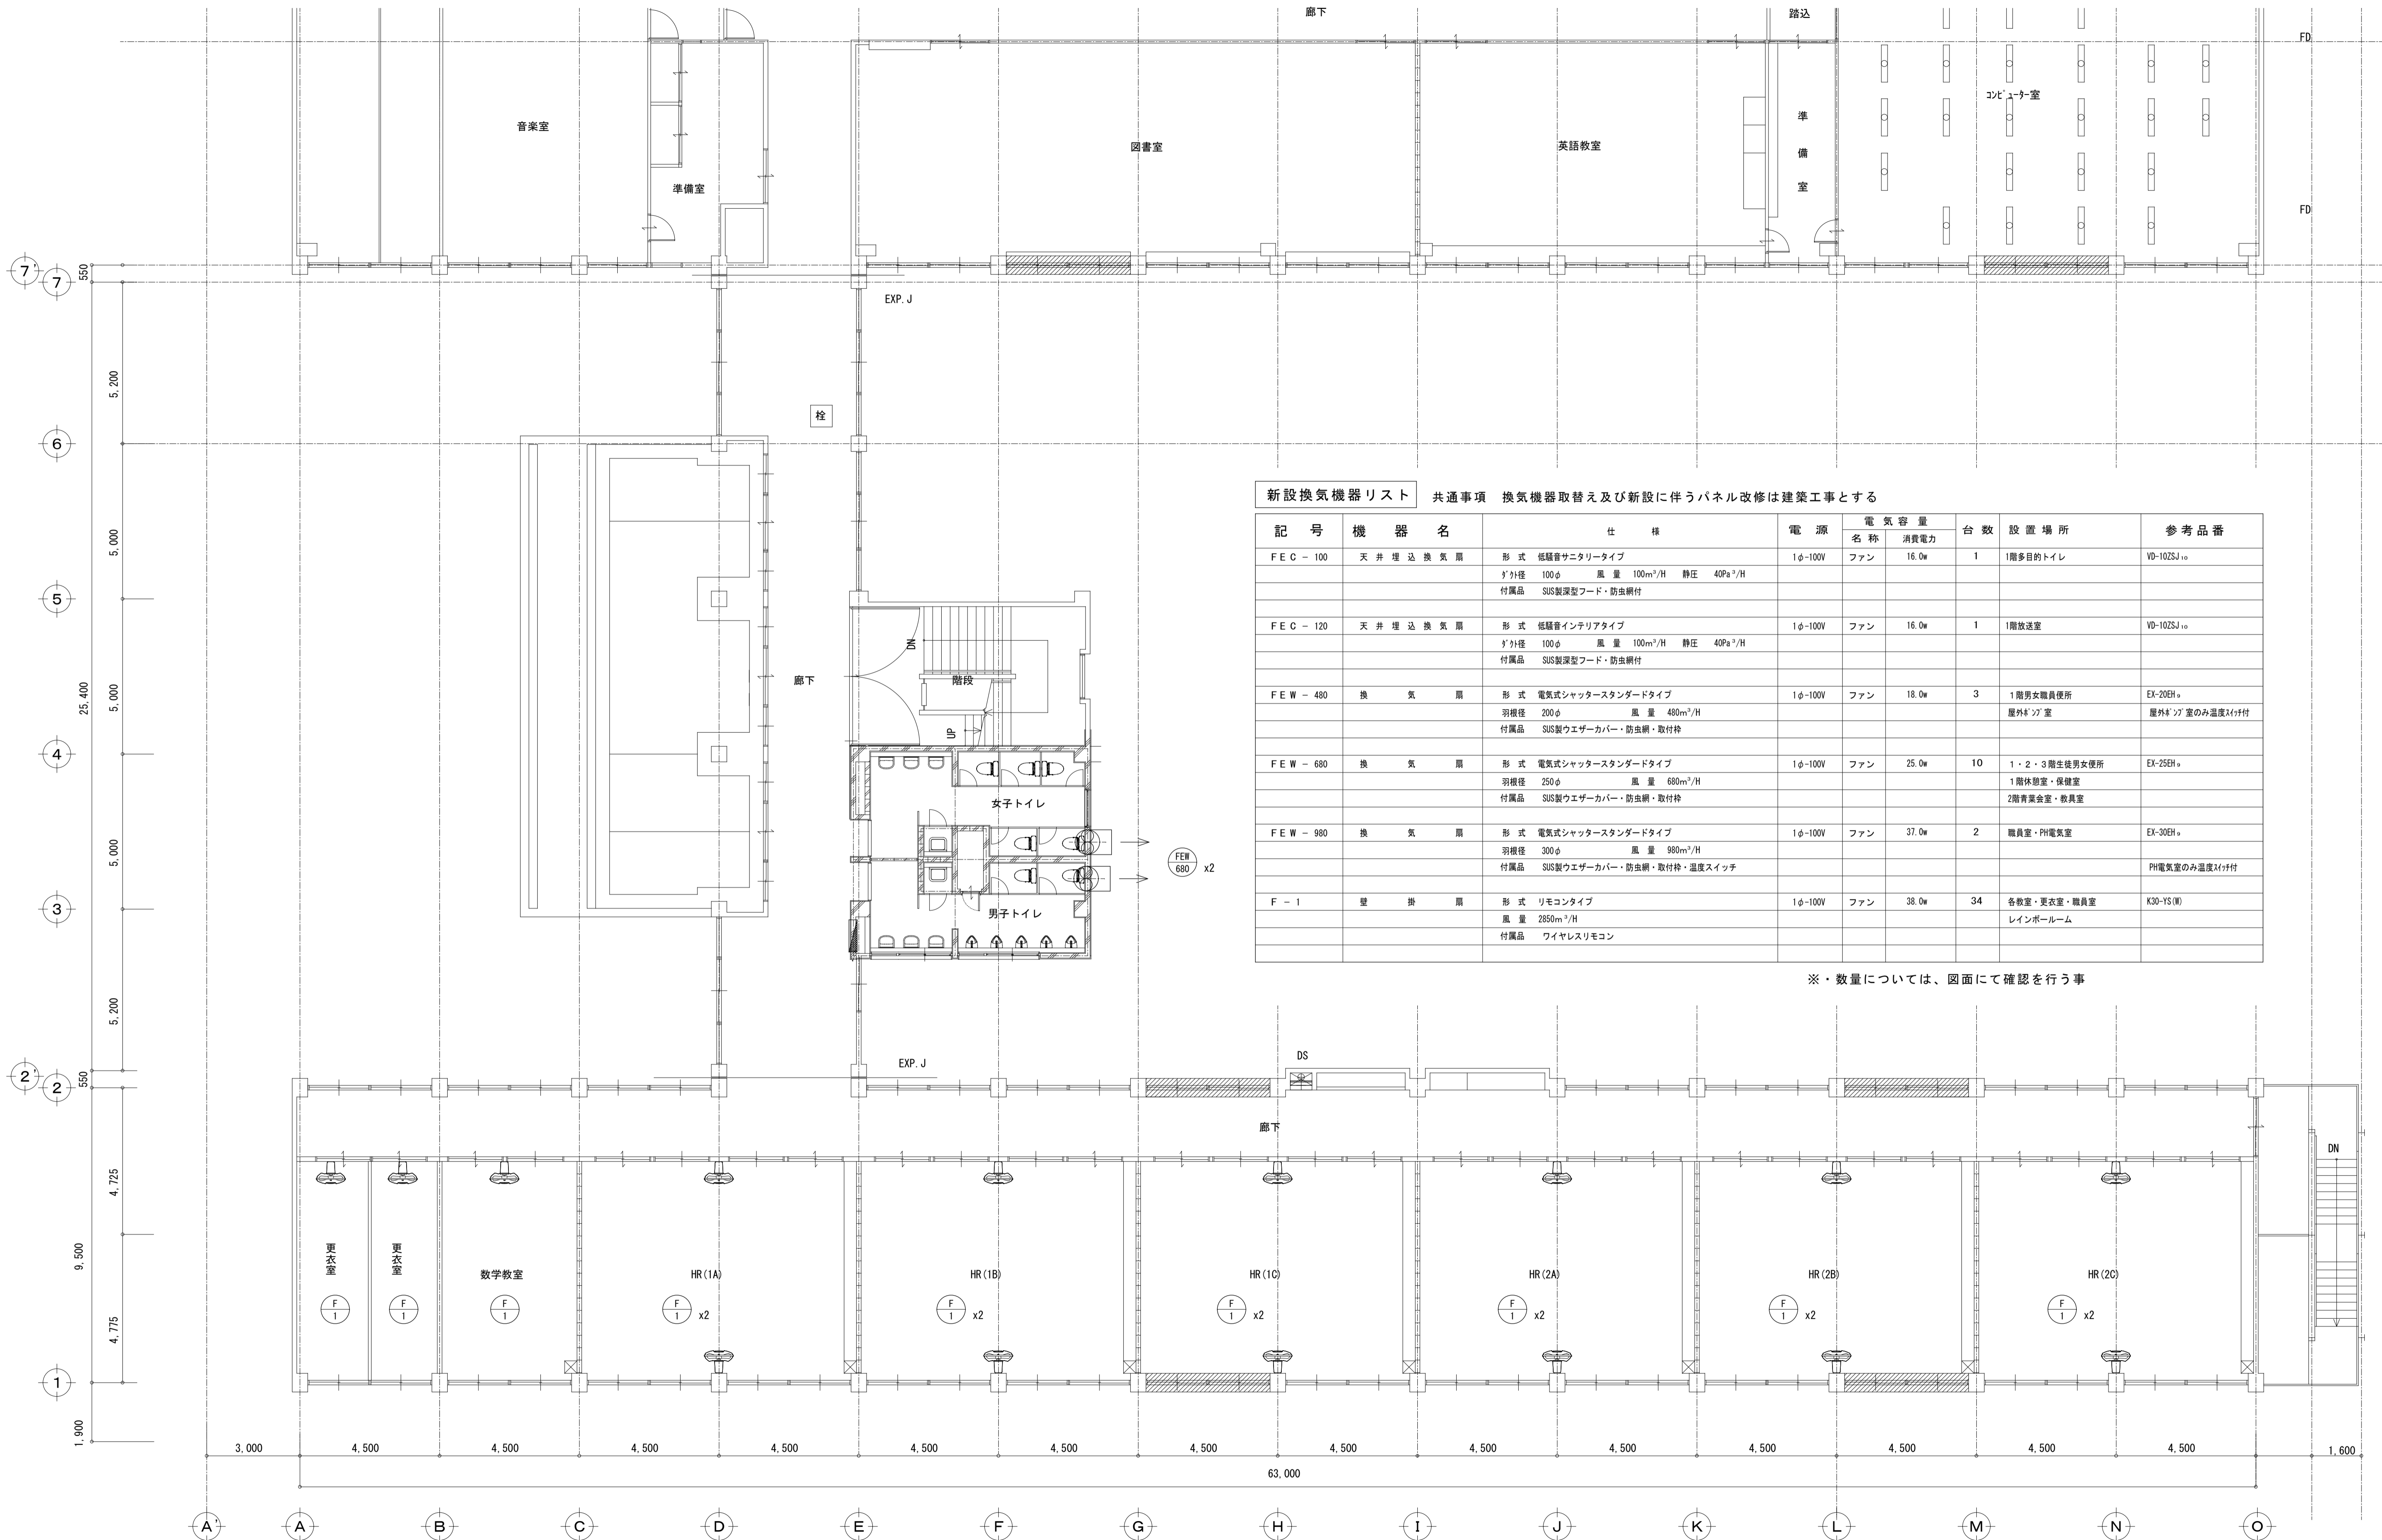 廊下
踏込
FD
音楽室
準備室
図書室
英語教室
準備室
コンピューター室
FD
7'
7
550
EXP.J
5,200
栓
6
5,000
5
25,400
5,000
廊下
DN
階段
UP
4
女子トイレ
5,000
FEW
680
x2
3
男子トイレ
5,200
新設換気機器リスト 共通事項 換気機器取替え及び新設に伴うパネル改修は建築工事とする
記号 機器名 仕様 電源 電気容量 台数 設置場所 参考品番
名称 消費電力
FEC-100 天井埋込換気扇 形式 低騒音サニタリータイプ 1φ-100V ファン 16.0w 1 1階多目的トイレ VD-10ZSJ10
ダクト径 100φ 風量 100m³/H 静圧 40Pa³/H
付属品 SUS製深型フード・防虫網付
FEC-120 天井埋込換気扇 形式 低騒音インテリアタイプ 1φ-100V ファン 16.0w 1 1階放送室 VD-10ZSJ10
ダクト径 100φ 風量 100m³/H 静圧 40Pa³/H
付属品 SUS製深型フード・防虫網付
FEW-480 換気扇 形式 電気式シャッタースタンダードタイプ 1φ-100V ファン 18.0w 3 1階男女職員便所 EX-20EH9
羽根径 200φ 風量 480m³/H 屋外ポンプ室 屋外ポンプ室のみ温度スイッチ付
付属品 SUS製ウエザーカバー・防虫網・取付枠
FEW-680 換気扇 形式 電気式シャッタースタンダードタイプ 1φ-100V ファン 25.0w 10 1・2・3階生徒男女便所 EX-25EH9
羽根径 250φ 風量 680m³/H 1階休憩室・保健室
付属品 SUS製ウエザーカバー・防虫網・取付枠 2階青葉会室・教具室
FEW-980 換気扇 形式 電気式シャッタースタンダードタイプ 1φ-100V ファン 37.0w 2 職員室・PH電気室 EX-30EH9
羽根径 300φ 風量 980m³/H
付属品 SUS製ウエザーカバー・防虫網・取付枠・温度スイッチ PH電気室のみ温度スイッチ付
F-1 壁掛扇 形式 リモコンタイプ 1φ-100V ファン 38.0w 34 各教室・更衣室・職員室 K30-YS(W)
風量 2850m³/H レインボールーム
付属品 ワイヤレスリモコン
※・数量については、図面にて確認を行う事
EXP.J
DS
2'
2
550
廊下
DN
4,725
9,500
更衣室
更衣室
数学教室
HR(1A)
HR(1B)
HR(1C)
HR(2A)
HR(2B)
HR(2C)
F
1
F
1
F
1
F
1
x2
F
1
x2
F
1
x2
F
1
x2
F
1
x2
F
1
x2
4,775
1
1,900
3,000 4,500 4,500 4,500 4,500 4,500 4,500 4,500 4,500 4,500 4,500 4,500 4,500 4,500 4,500 1,600
63,000
A' A B C D E F G H I J K L M N O